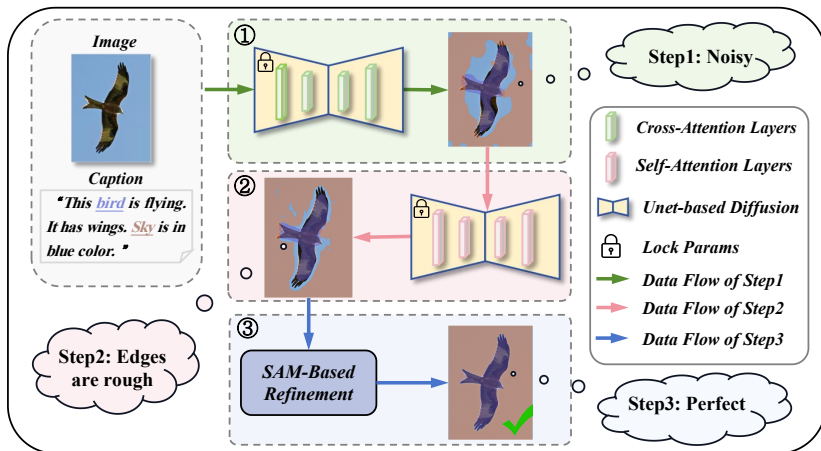 Image
Caption
“This bird is flying.
It has wings. Sky is in
blue color. ”
①
Step1: Noisy
②
Step2: Edges
are rough
③
SAM-Based
Refinement
Step3: Perfect
Cross-Attention Layers
Self-Attention Layers
Unet-based Diffusion
Lock Params
Data Flow of Step1
Data Flow of Step2
Data Flow of Step3